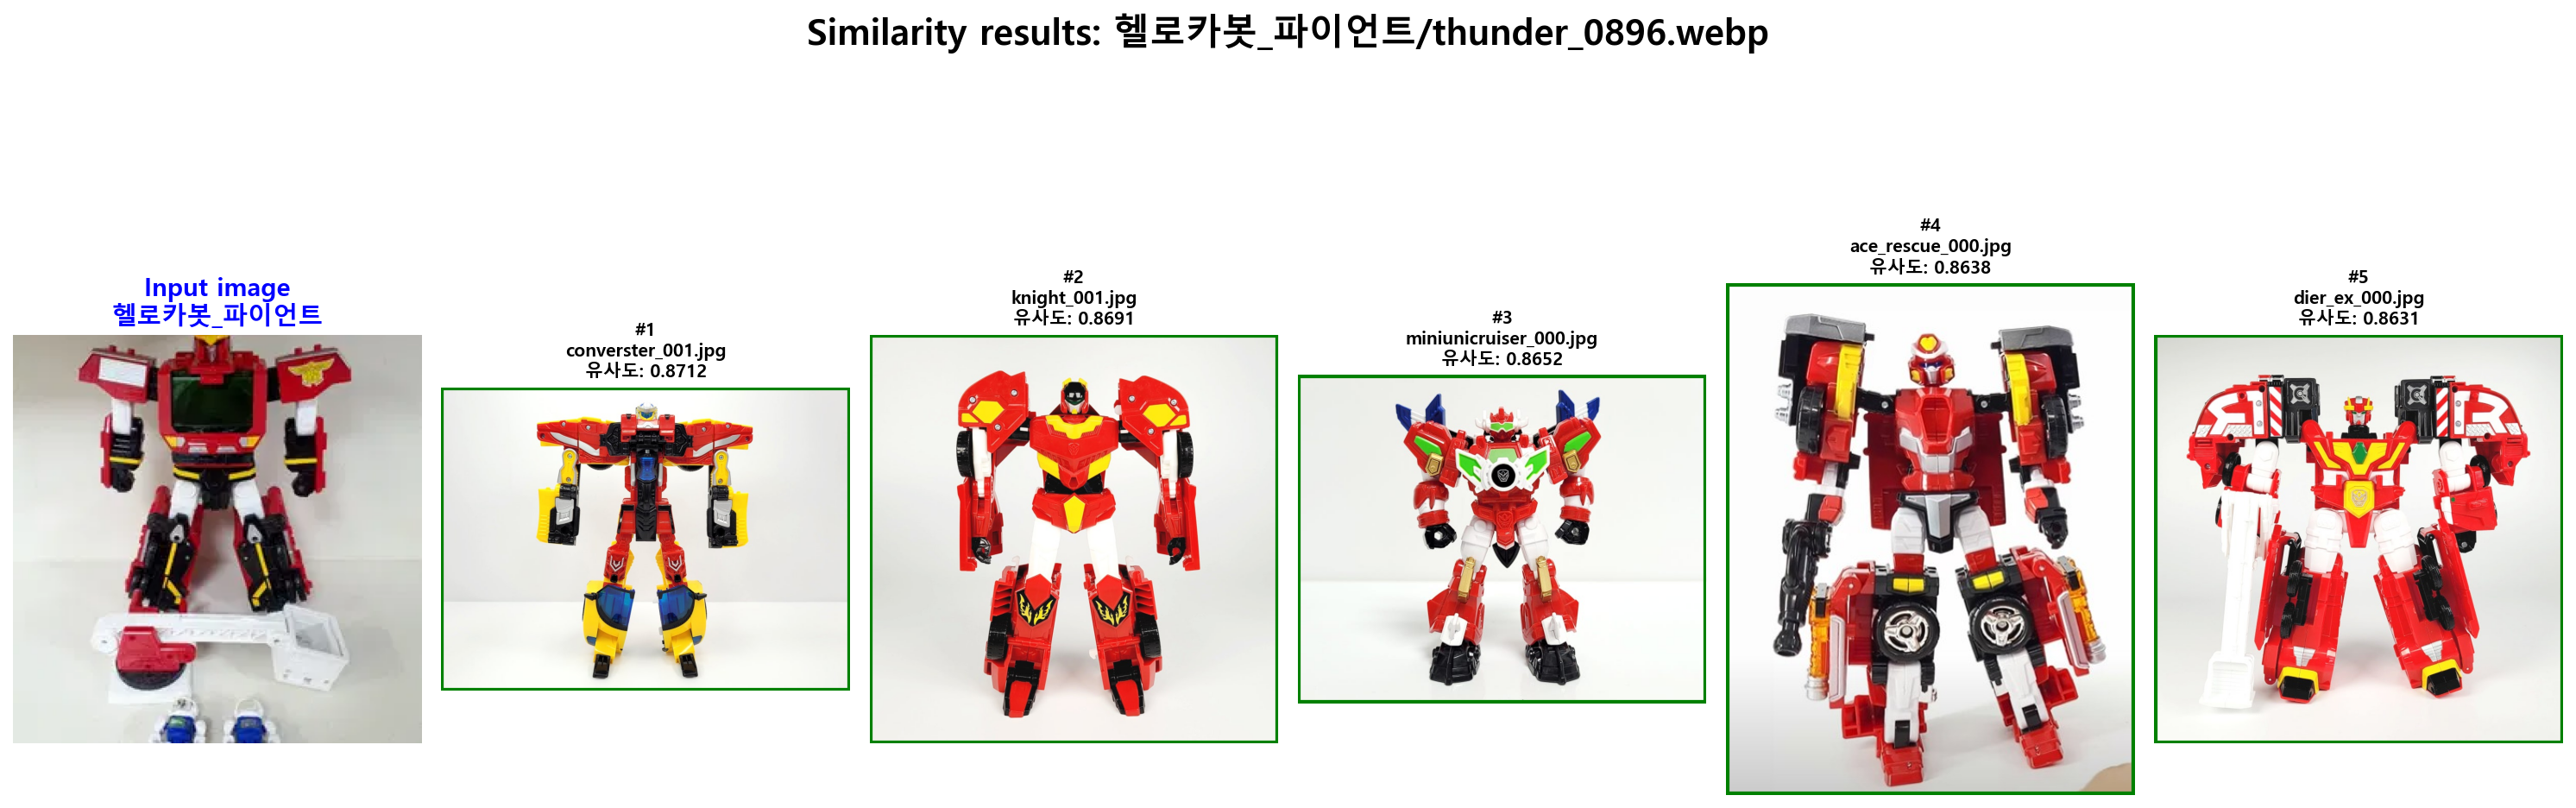 Similarity results: 헬로카봇_파이언트/thunder_0896.webp
Input image
헬로카봇_파이언트
#1
converster_001.jpg
유사도: 0.8712
#2
knight_001.jpg
유사도: 0.8691
#3
miniunicruiser_000.jpg
유사도: 0.8652
#4
ace_rescue_000.jpg
유사도: 0.8638
#5
dier_ex_000.jpg
유사도: 0.8631